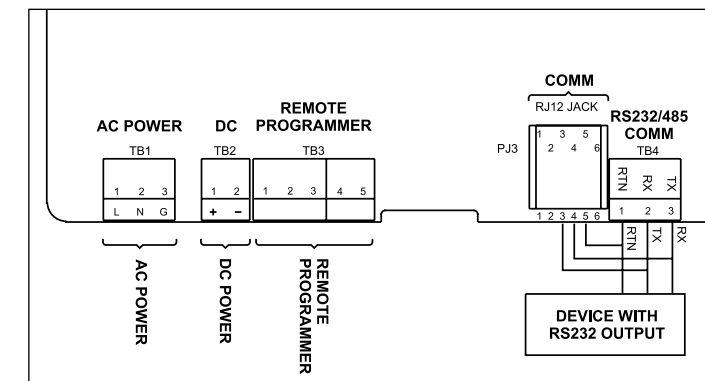 COMM
RJ12 JACK
REMOTE
PROGRAMMER
AC POWER
DC
RS232/485
COMM
TB1
TB2
TB3
PJ3
TB4
1 3 5
2 4 6
RTN RX TX
1 2 3
1 2
1 2 3 4 5
L N G
+ −
1 2 3 4 5 6
1 2 3
RTN TX RX
AC POWER
DC POWER
REMOTE
PROGRAMMER
DEVICE WITH
RS232 OUTPUT